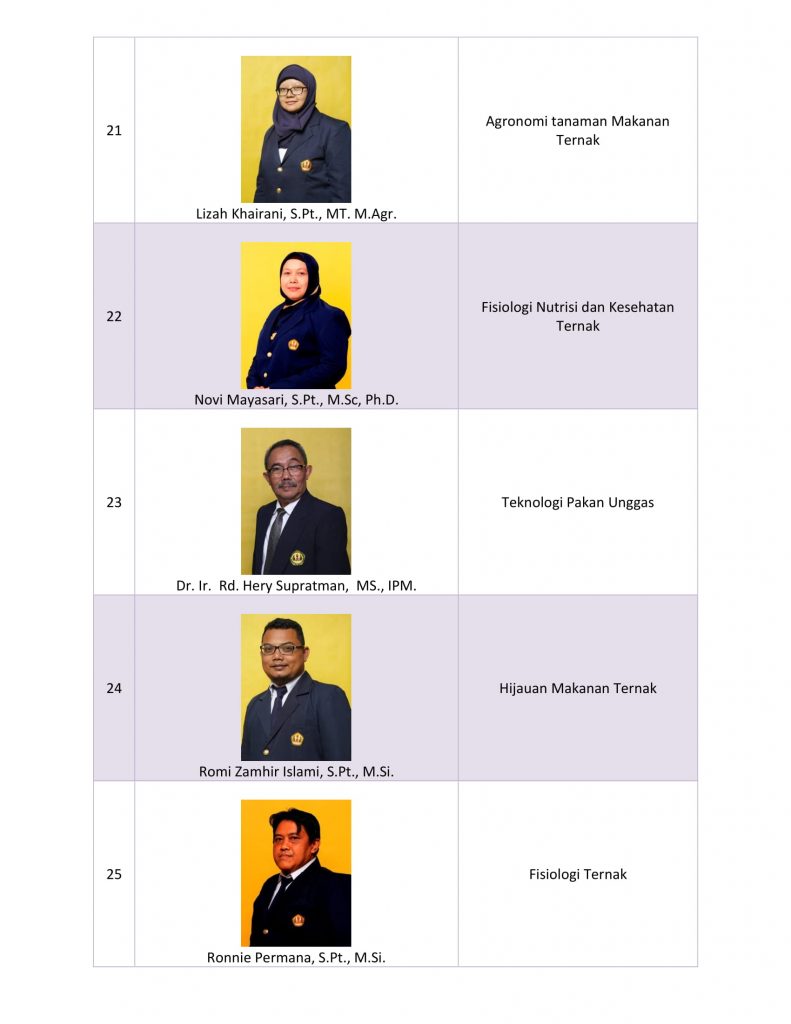 21
Lizah Khairani, S.Pt., MT. M.Agr.
Agronomi tanaman Makanan
Ternak
22
Novi Mayasari, S.Pt., M.Sc, Ph.D.
Fisiologi Nutrisi dan Kesehatan
Ternak
23
Dr. Ir.  Rd. Hery Supratman,  MS., IPM.
Teknologi Pakan Unggas
24
Romi Zamhir Islami, S.Pt., M.Si.
Hijauan Makanan Ternak
25
Ronnie Permana, S.Pt., M.Si.
Fisiologi Ternak